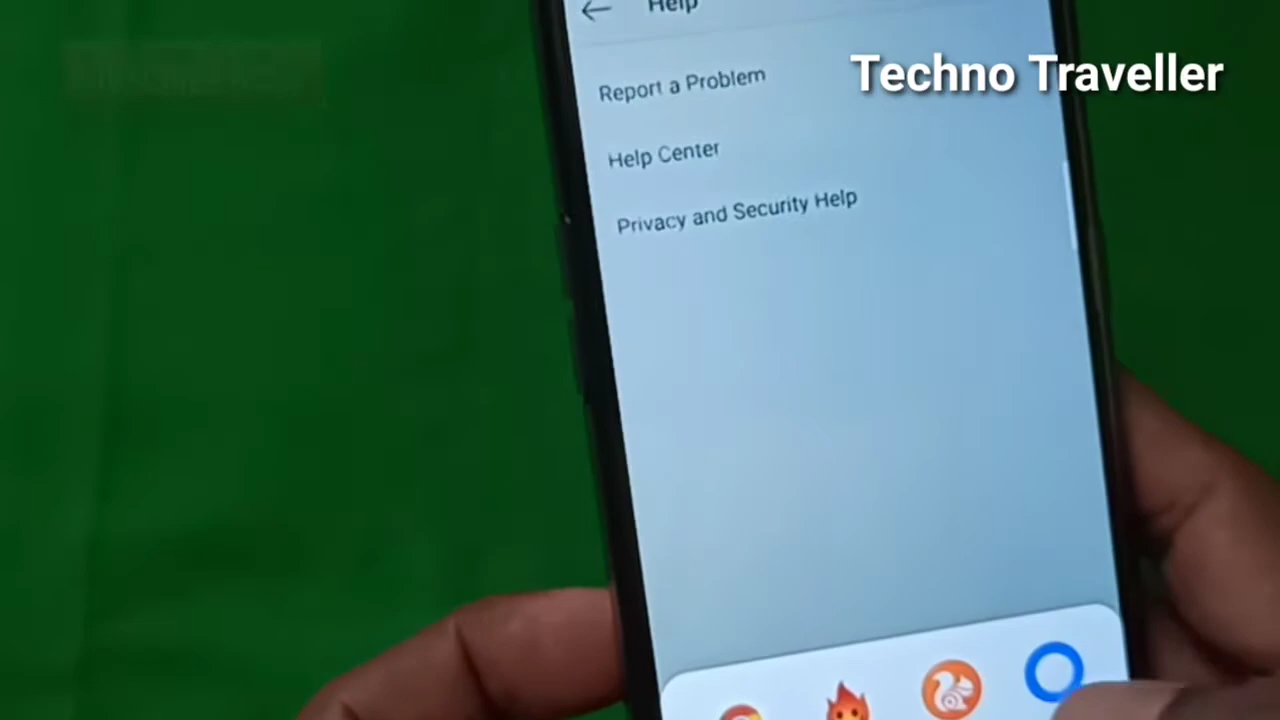 Help
Techno Traveller
Report a Problem
Help Center
Privacy and Security Help